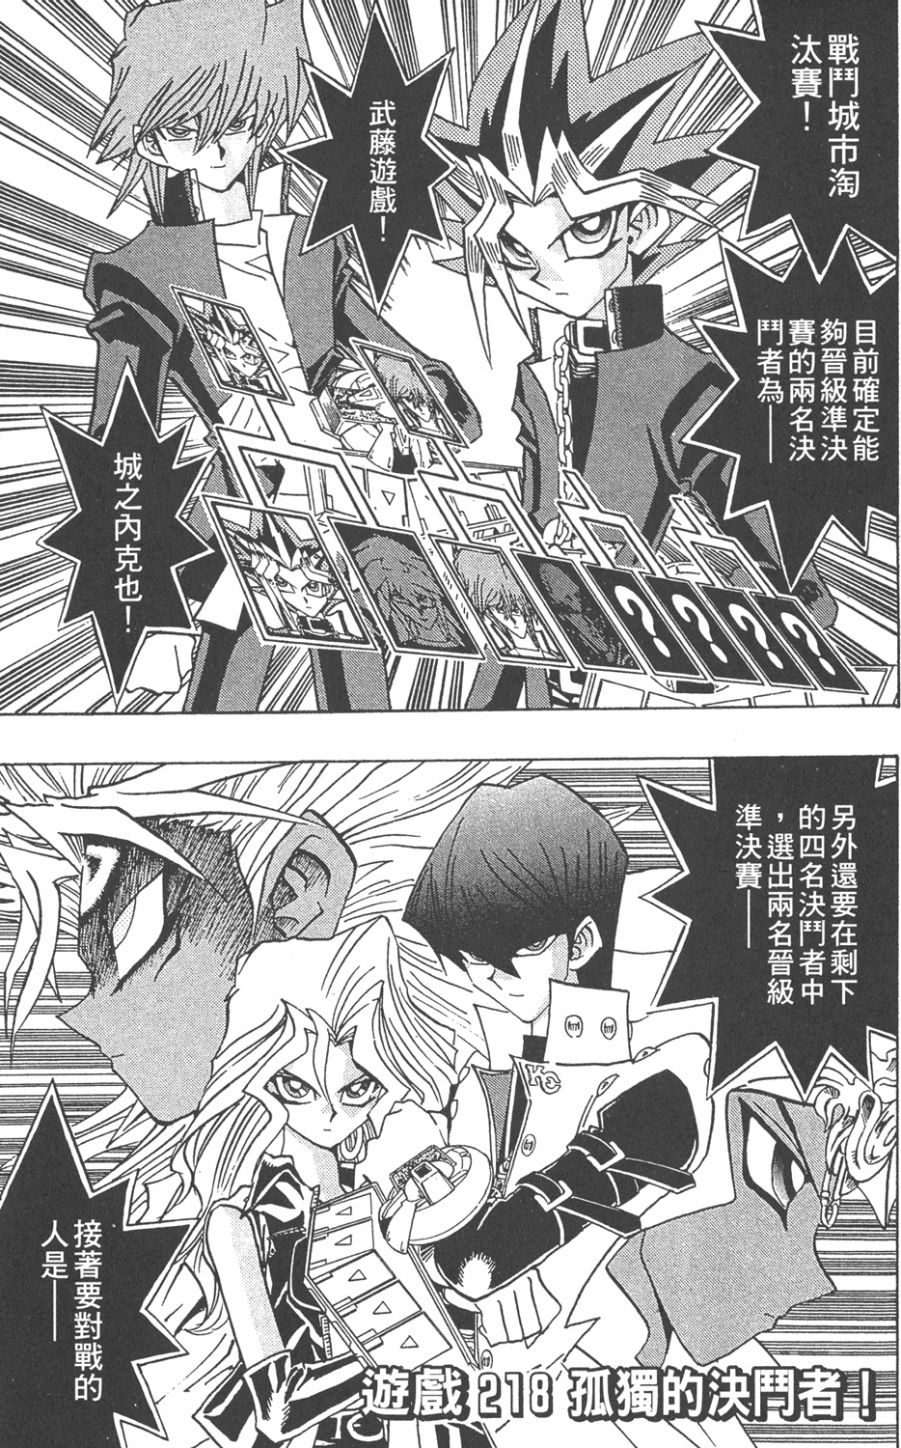 戰鬥城市淘
汰賽！
目前確定能
夠晉級準決
賽的兩名決
鬥者為——
武藤遊戲！
城之內克也！
？
？
？
？
另外還要在剩下
的四名決鬥者中
，選出兩名晉級
準決賽——
KC
接著要對戰的
人是——
遊戲 218 孤獨的決鬥者！